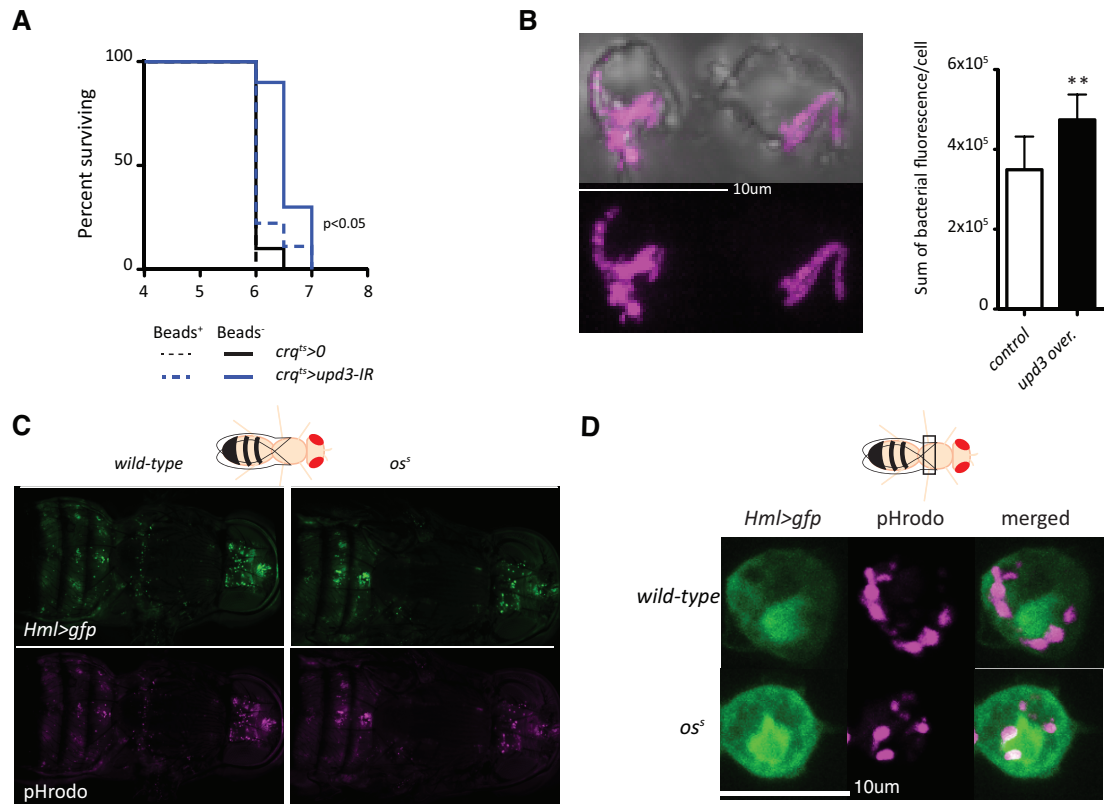 A
100
50
0
Percent surviving
4 5 6 7 8
p<0.05
Beads⁺ Beads⁻
crqᵗˢ>0
crqᵗˢ>upd3-IR
B
10um
6x10⁵
4x10⁵
2x10⁵
0
Sum of bacterial fluorescence/cell
**
control
upd3 over.
C
wild-type
osˢ
Hml>gfp
pHrodo
D
Hml>gfp pHrodo merged
wild-type
osˢ
10um